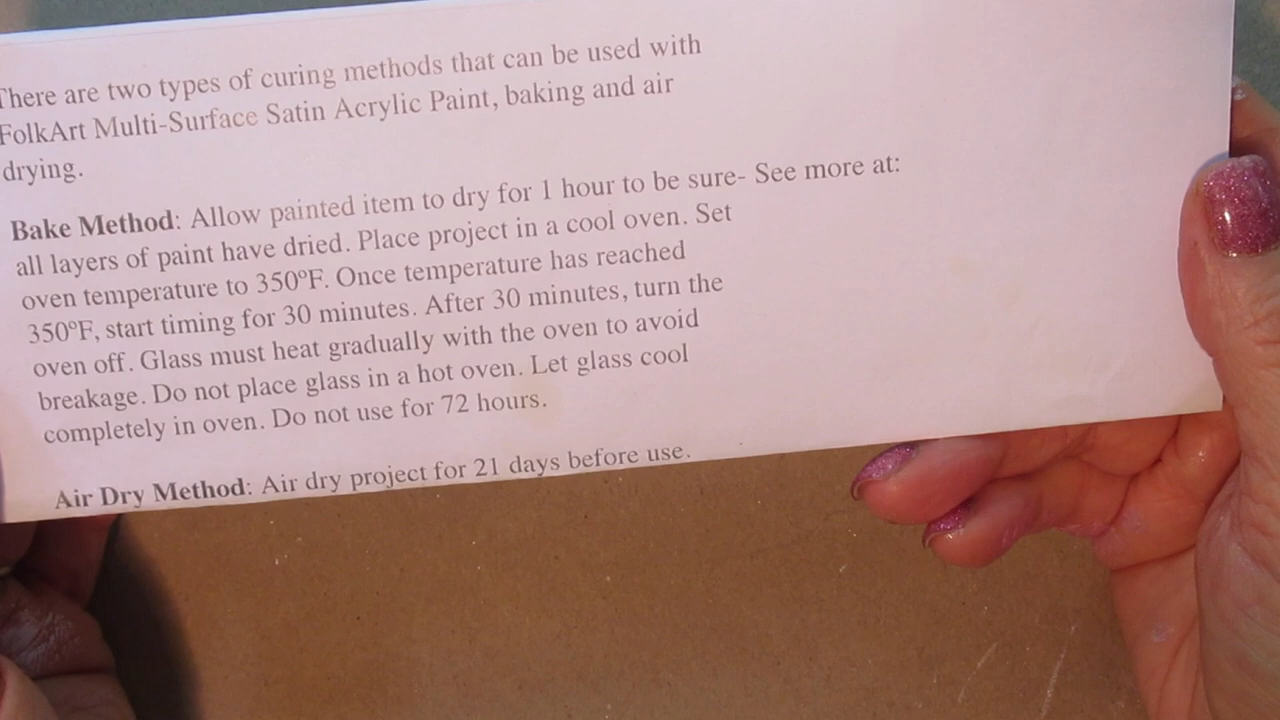 There are two types of curing methods that can be used with
FolkArt Multi-Surface Satin Acrylic Paint, baking and air
drying.
Bake Method: Allow painted item to dry for 1 hour to be sure- See more at:
all layers of paint have dried. Place project in a cool oven. Set
oven temperature to 350ºF. Once temperature has reached
350ºF, start timing for 30 minutes. After 30 minutes, turn the
oven off. Glass must heat gradually with the oven to avoid
breakage. Do not place glass in a hot oven. Let glass cool
completely in oven. Do not use for 72 hours.
Air Dry Method: Air dry project for 21 days before use.